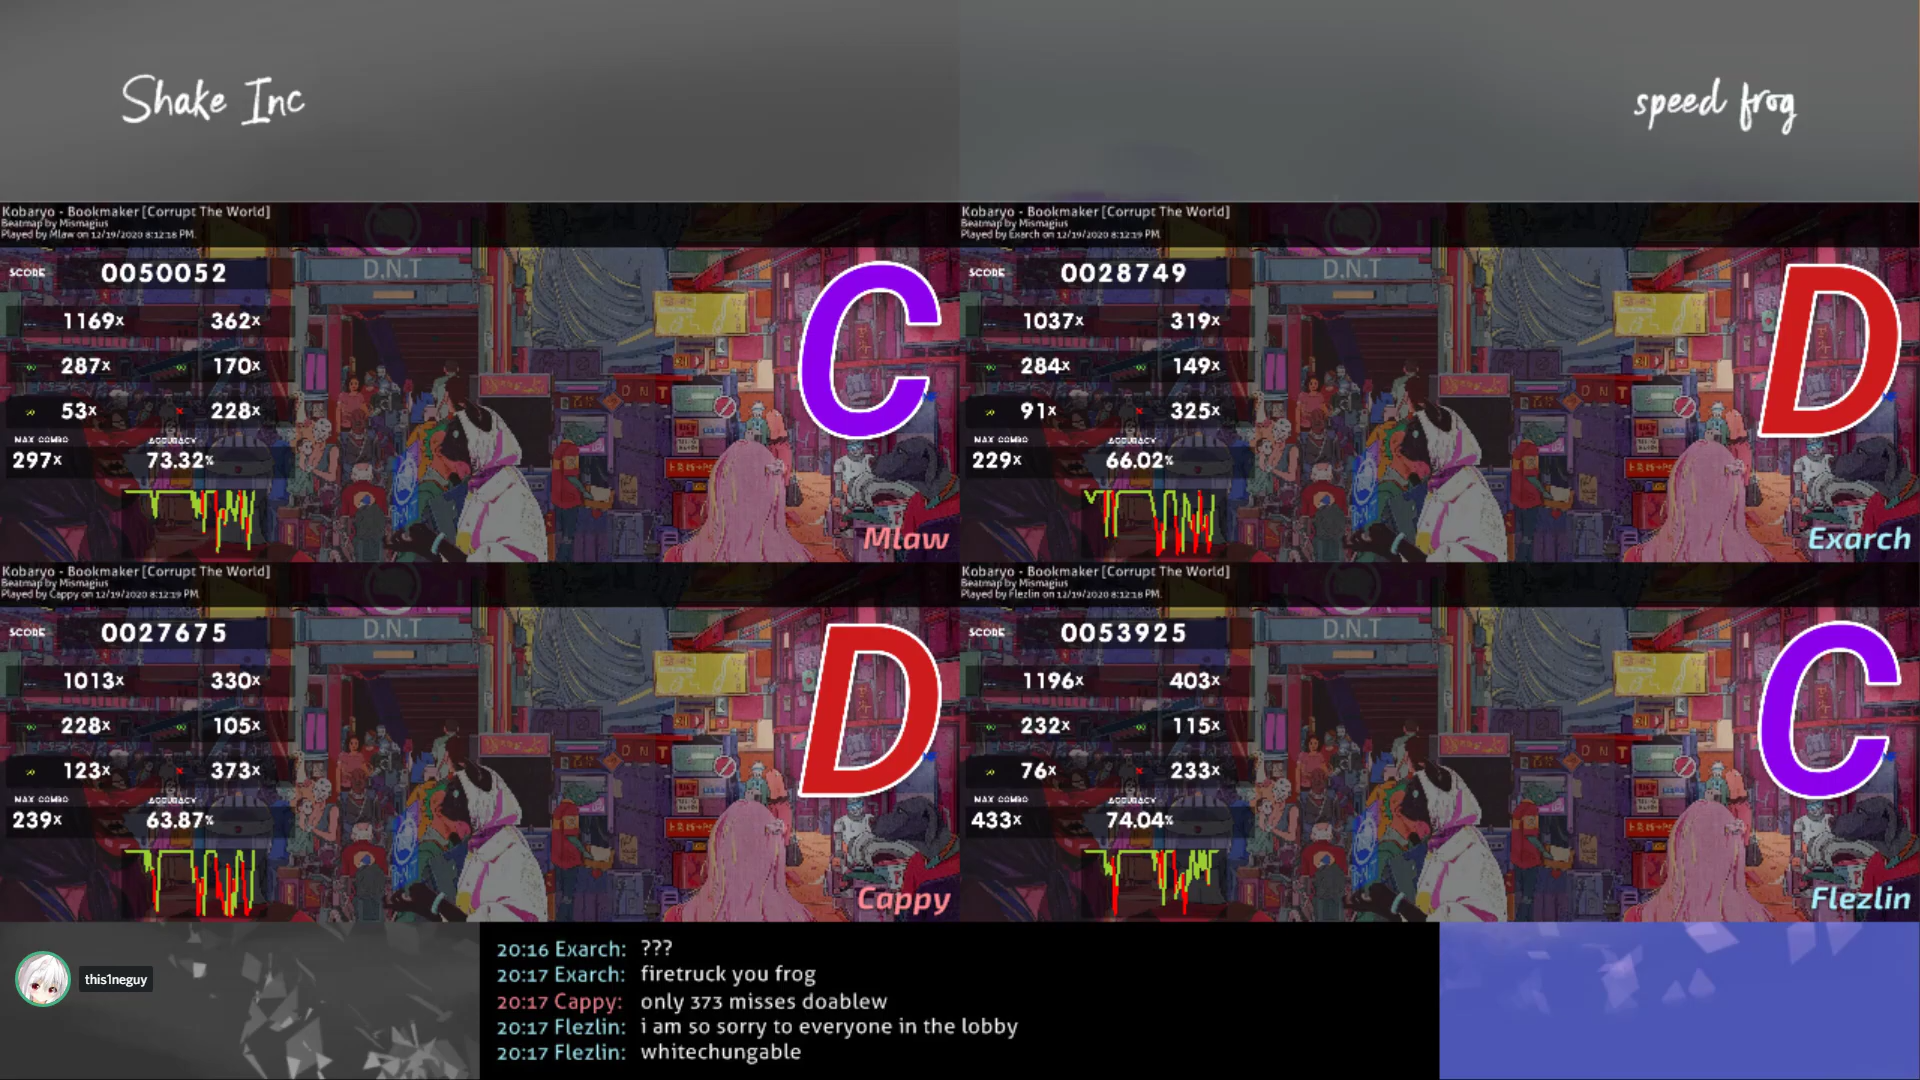 Shake Inc
speed frog
Kobaryo - Bookmaker [Corrupt The World]
Beatmap by Mismagius
Played by Mlaw on 12/19/2020 8:12:18 PM.
SCORE 0050052
1169x 362x
287x 170x
53x 228x
MAX COMBO ACCURACY
297x 73.32%
C
D.N.T
DNT
Mlaw
Kobaryo - Bookmaker [Corrupt The World]
Beatmap by Mismagius
Played by Exarch on 12/19/2020 8:12:19 PM.
SCORE 0028749
1037x 319x
284x 149x
91x 325x
MAX COMBO ACCURACY
229x 66.02%
D
D.N.T
DNT
Exarch
Kobaryo - Bookmaker [Corrupt The World]
Beatmap by Mismagius
Played by Cappy on 12/19/2020 8:12:19 PM.
SCORE 0027675
1013x 330x
228x 105x
123x 373x
MAX COMBO ACCURACY
239x 63.87%
D
D.N.T
DNT
Cappy
Kobaryo - Bookmaker [Corrupt The World]
Beatmap by Mismagius
Played by Flezlin on 12/19/2020 8:12:18 PM.
SCORE 0053925
1196x 403x
232x 115x
76x 233x
MAX COMBO ACCURACY
433x 74.04%
C
D.N.T
DNT
Flezlin
this1neguy
20:16 Exarch: ???
20:17 Exarch: firetruck you frog
20:17 Cappy: only 373 misses doablew
20:17 Flezlin: i am so sorry to everyone in the lobby
20:17 Flezlin: whitechungable